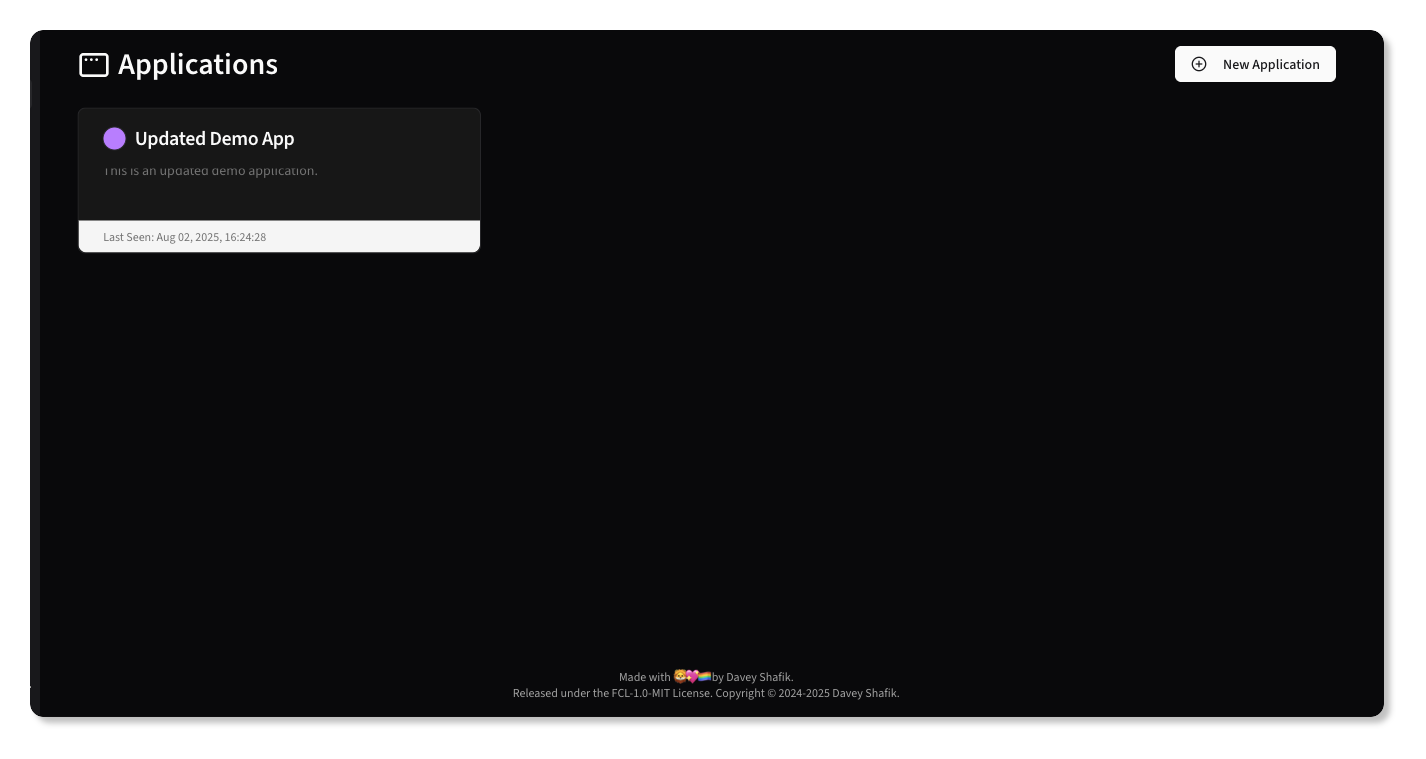 Applications
New Application
Updated Demo App
This is an updated demo application.
Last Seen: Aug 02, 2025, 16:24:28
Made with 🦁💖🏳️‍🌈by Davey Shafik.
Released under the FCL-1.0-MIT License. Copyright © 2024-2025 Davey Shafik.